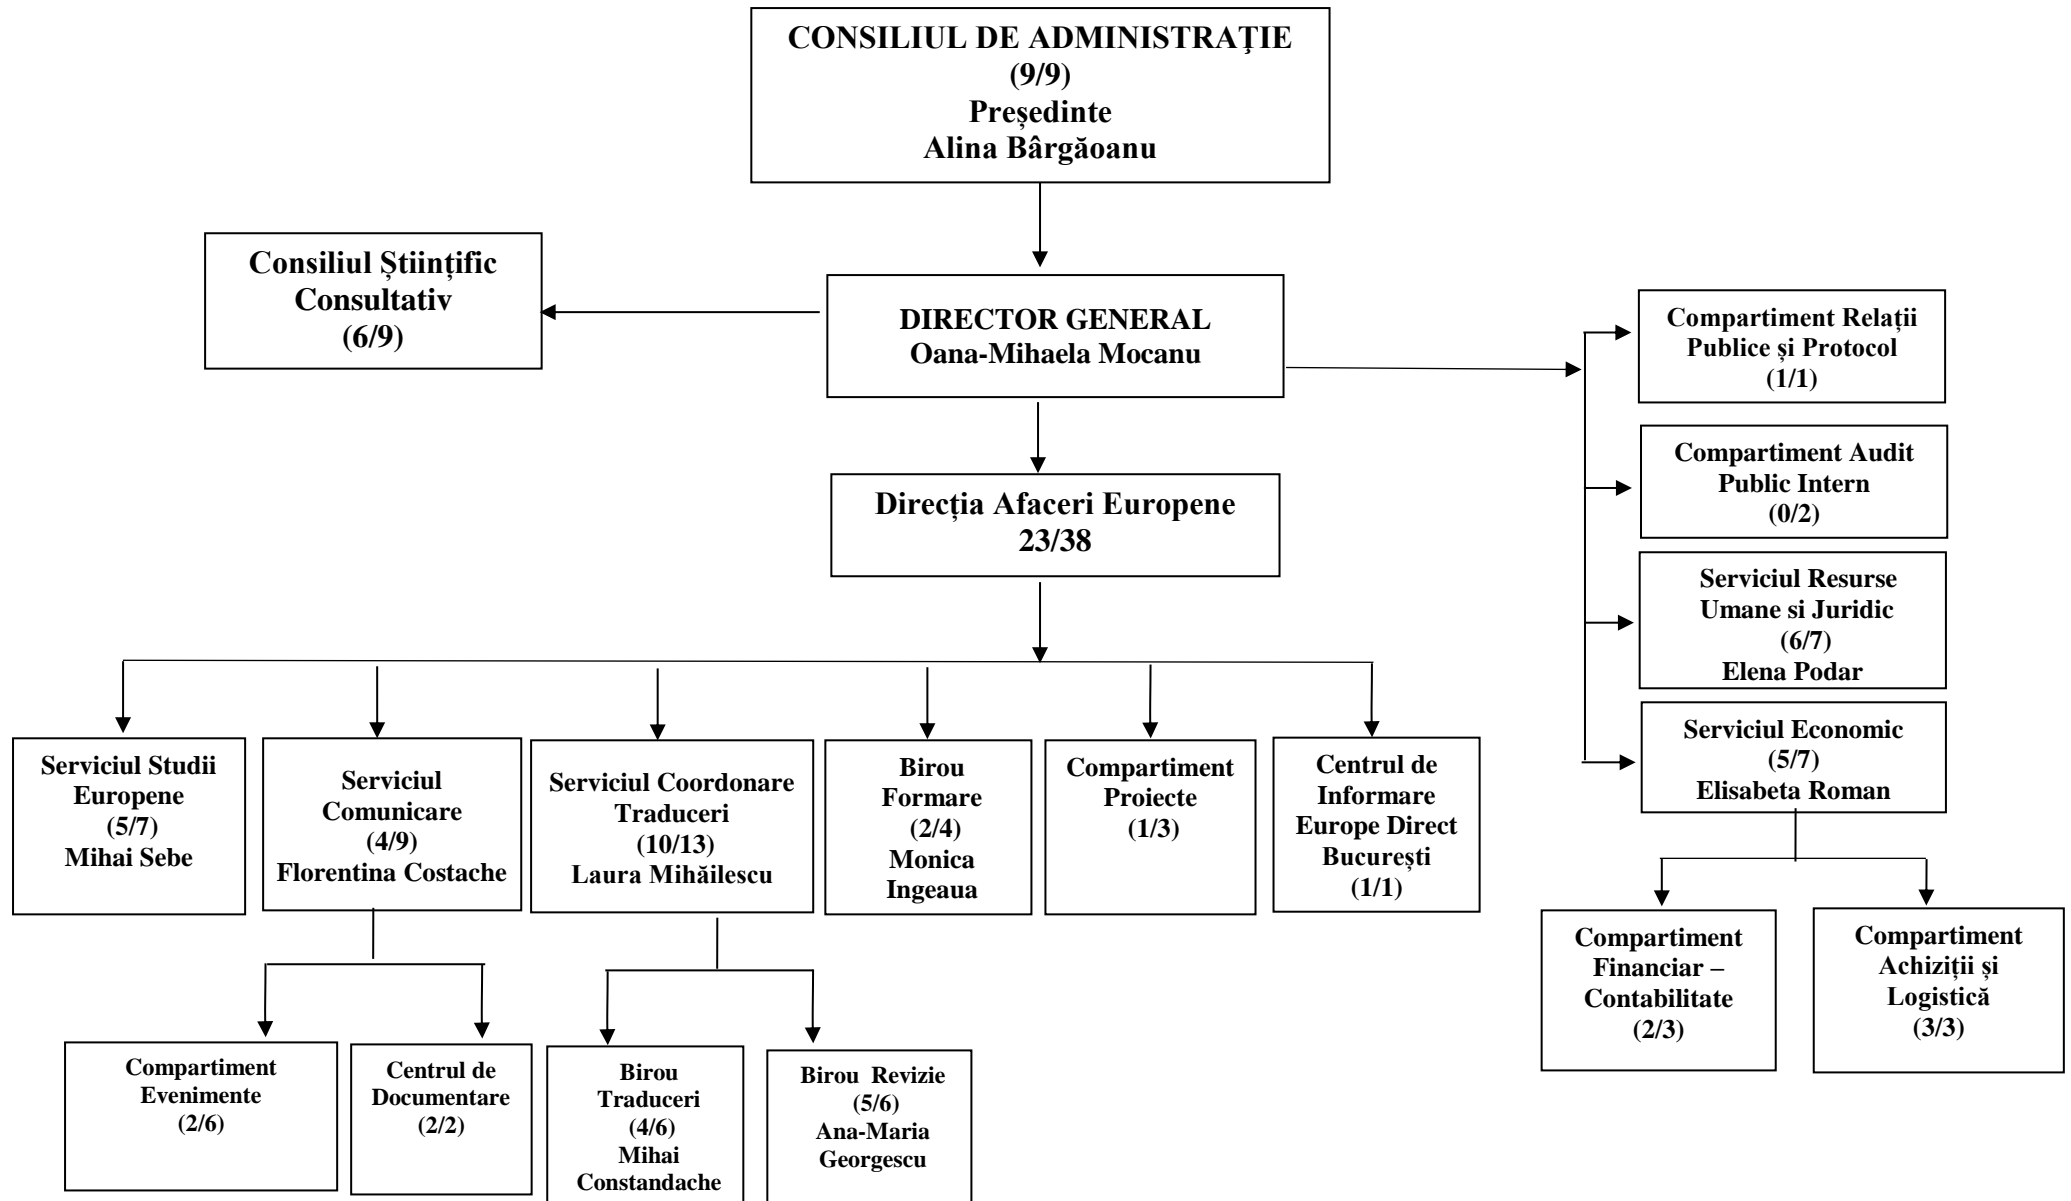 CONSILIUL DE ADMINISTRAŢIE
(9/9)
Președinte
Alina Bârgăoanu
Consiliul Științific
Consultativ
(6/9)
DIRECTOR GENERAL
Oana-Mihaela Mocanu
Compartiment Relații
Publice și Protocol
(1/1)
Compartiment Audit
Public Intern
(0/2)
Serviciul Resurse
Umane si Juridic
(6/7)
Elena Podar
Serviciul Economic
(5/7)
Elisabeta Roman
Direcția Afaceri Europene
23/38
Serviciul Studii
Europene
(5/7)
Mihai Sebe
Serviciul
Comunicare
(4/9)
Florentina Costache
Serviciul Coordonare
Traduceri
(10/13)
Laura Mihăilescu
Birou
Formare
(2/4)
Monica
Ingeaua
Compartiment
Proiecte
(1/3)
Centrul de
Informare
Europe Direct
București
(1/1)
Compartiment
Financiar –
Contabilitate
(2/3)
Compartiment
Achiziții și
Logistică
(3/3)
Compartiment
Evenimente
(2/6)
Centrul de
Documentare
(2/2)
Birou
Traduceri
(4/6)
Mihai
Constandache
Birou Revizie
(5/6)
Ana-Maria
Georgescu